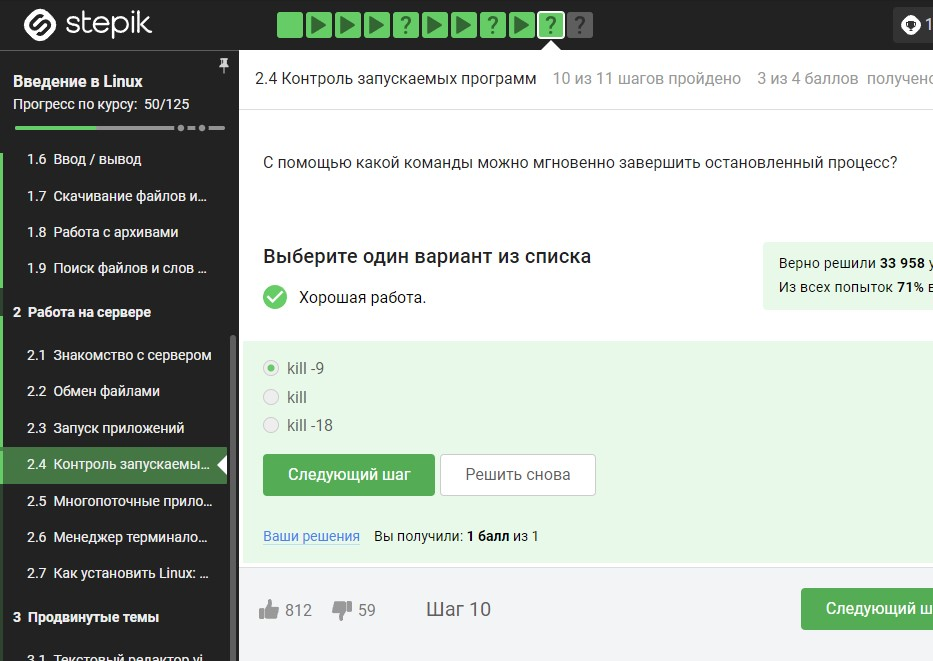 stepik
1
Введение в Linux
Прогресс по курсу: 50/125
1.6 Ввод / вывод
1.7 Скачивание файлов и...
1.8 Работа с архивами
1.9 Поиск файлов и слов ...
2 Работа на сервере
2.1 Знакомство с сервером
2.2 Обмен файлами
2.3 Запуск приложений
2.4 Контроль запускаемы...
2.5 Многопоточные прило...
2.6 Менеджер терминало...
2.7 Как установить Linux: ...
3 Продвинутые темы
3.1 Текстовый редактор vi
2.4 Контроль запускаемых программ 10 из 11 шагов пройдено 3 из 4 баллов получено
С помощью какой команды можно мгновенно завершить остановленный процесс?
Выберите один вариант из списка
Хорошая работа.
Верно решили 33 958 у
Из всех попыток 71% в
kill -9
kill
kill -18
Следующий шаг
Решить снова
Ваши решения Вы получили: 1 балл из 1
812 59 Шаг 10
Следующий ш